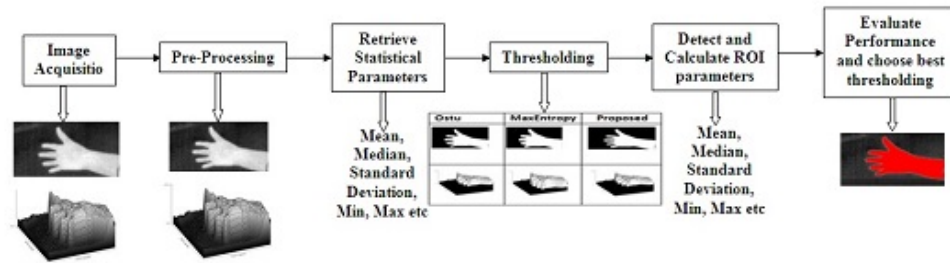 Image
Acquisitio
Pre-Processing
Retrieve
Statistical
Parameters
Thresholding
Detect and
Calculate ROI
parameters
Evaluate
Performance
and choose best
thresholding
Mean,
Median,
Standard
Deviation,
Min, Max etc
Ostu MaxEntropy Proposed
Mean,
Median,
Standard
Deviation,
Min, Max etc